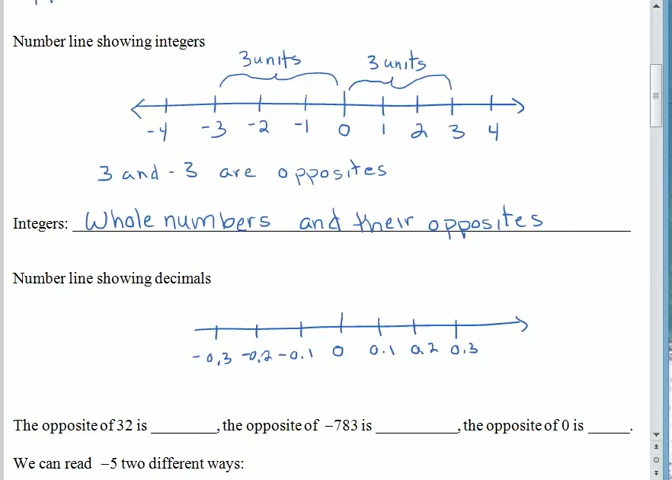 Number line showing integers
3 units 3 units
-4 -3 -2 -1 0 1 2 3 4
3 and -3 are opposites
Integers: Whole numbers and their opposites
Number line showing decimals
-0.3 -0.2 -0.1 0 0.1 0.2 0.3
The opposite of 32 is ________, the opposite of −783 is _________, the opposite of 0 is _____.
We can read −5 two different ways: